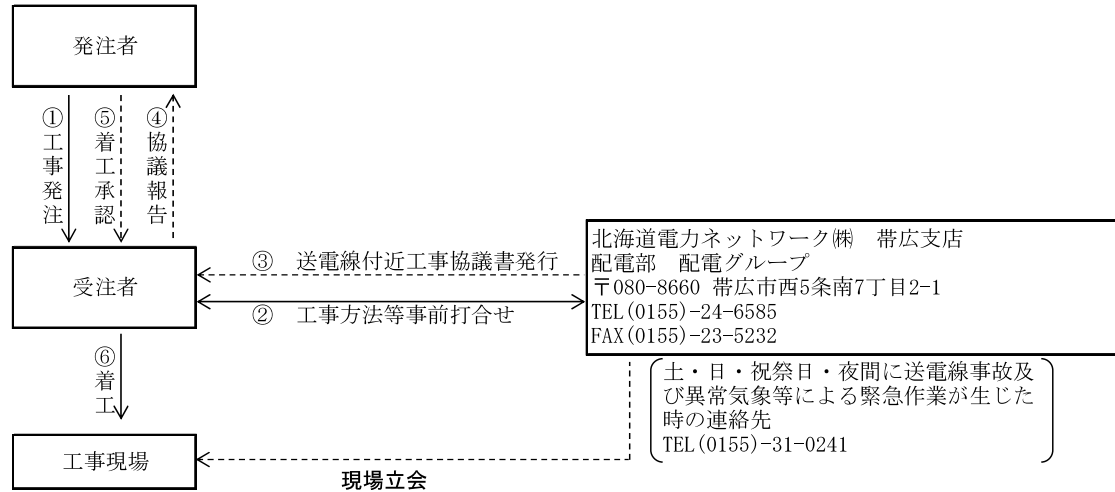 発注者
①工事発注
⑤着工承認
④協議報告
受注者
③ 送電線付近工事協議書発行
② 工事方法等事前打合せ
北海道電力ネットワーク㈱ 帯広支店
配電部 配電グループ
〒080-8660 帯広市西5条南7丁目2-1
TEL(0155)-24-6585
FAX(0155)-23-5232
土・日・祝祭日・夜間に送電線事故及
び異常気象等による緊急作業が生じた
時の連絡先
TEL(0155)-31-0241
⑥着工
工事現場
現場立会